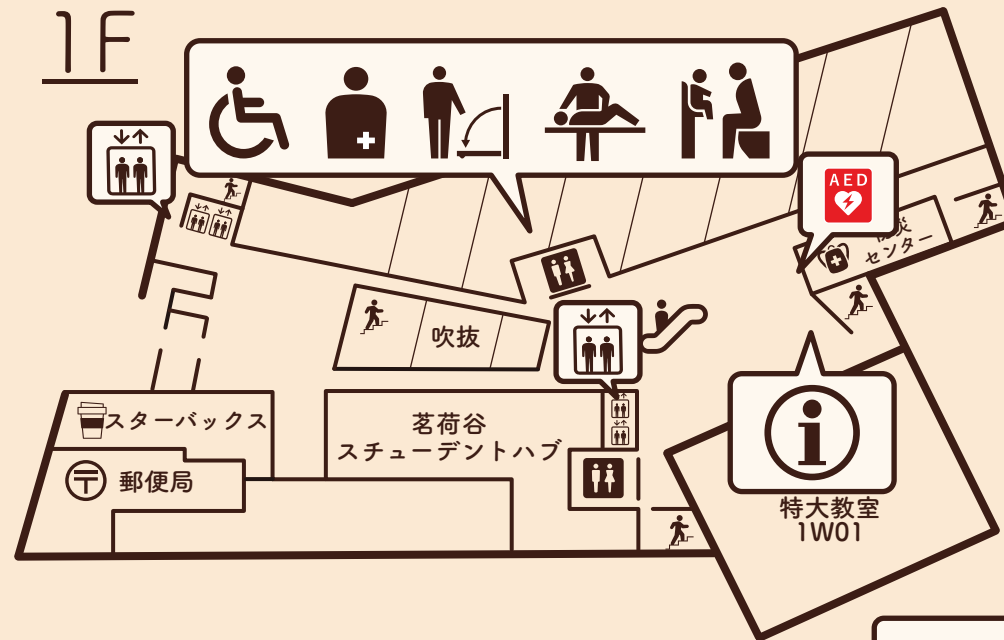 1F
AED
センター
吹抜
スターバックス
茗荷谷
スチューデントハブ
郵便局
特大教室
1W01